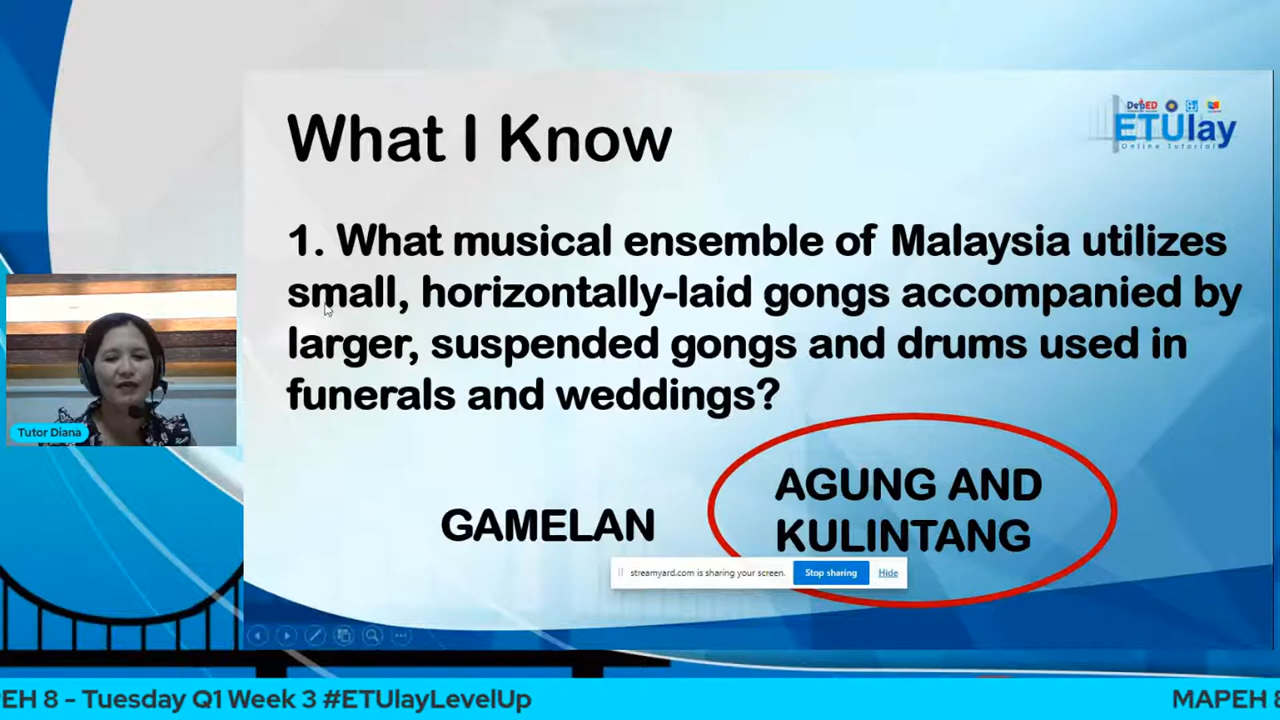 What I Know
DepED
ETUlay
Online Tutorial
1. What musical ensemble of Malaysia utilizes
small, horizontally-laid gongs accompanied by
larger, suspended gongs and drums used in
funerals and weddings?
Tutor Diana
GAMELAN
AGUNG AND
KULINTANG
streamyard.com is sharing your screen.
Stop sharing
Hide
PEH 8 - Tuesday Q1 Week 3 #ETUlayLevelUp
MAPEH 8